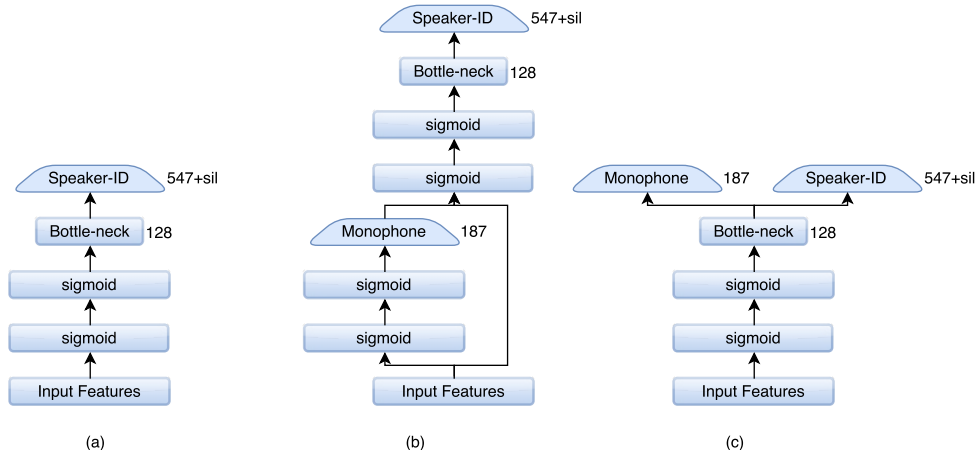 Speaker-ID 547+sil
Bottle-neck 128
sigmoid
sigmoid
Input Features
(a)
Speaker-ID 547+sil
Bottle-neck 128
sigmoid
sigmoid
Monophone 187
sigmoid
sigmoid
Input Features
(b)
Monophone 187 Speaker-ID 547+sil
Bottle-neck 128
sigmoid
sigmoid
Input Features
(c)